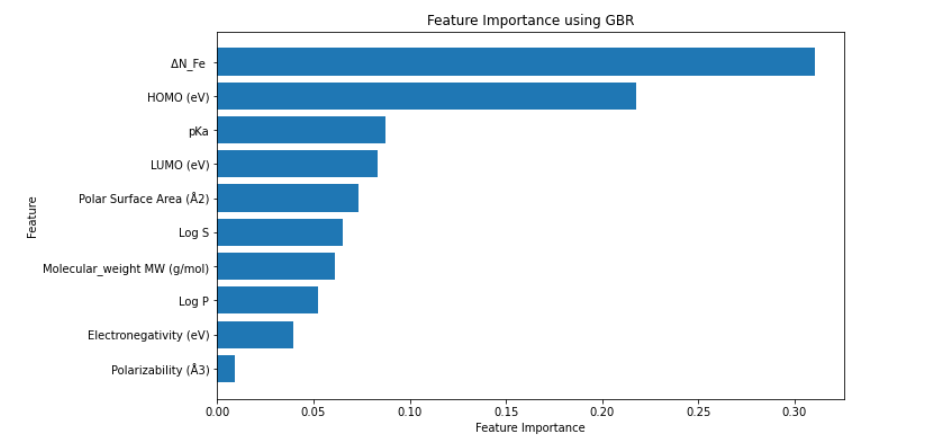 Feature Importance using GBR
ΔN_Fe
HOMO (eV)
pKa
LUMO (eV)
Polar Surface Area (Å2)
Log S
Molecular_weight MW (g/mol)
Log P
Electronegativity (eV)
Polarizability (Å3)
Feature
0.00 0.05 0.10 0.15 0.20 0.25 0.30
Feature Importance